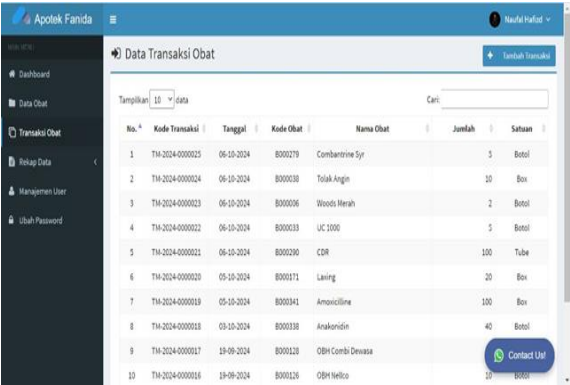 Apotek Fanida
Naufal Hafizd
MAIN MENU
Dashboard
Data Obat
Transaksi Obat
Rekap Data
Manajemen User
Ubah Password
Data Transaksi Obat
+ Tambah Transaksi
Tampilkan 10 data
Cari:
No. Kode Transaksi Tanggal Kode Obat Nama Obat Jumlah Satuan
1 TM-2024-0000025 06-10-2024 B000279 Combantrine Syr 5 Botol
2 TM-2024-0000024 06-10-2024 B000038 Tolak Angin 10 Box
3 TM-2024-0000023 06-10-2024 B000006 Woods Merah 2 Botol
4 TM-2024-0000022 06-10-2024 B000033 UC 1000 5 Botol
5 TM-2024-0000021 06-10-2024 B000290 CDR 100 Tube
6 TM-2024-0000020 05-10-2024 B000171 Laxing 20 Box
7 TM-2024-0000019 05-10-2024 B000341 Amoxicilline 100 Box
8 TM-2024-0000018 03-10-2024 B000338 Anakonidin 40 Botol
9 TM-2024-0000017 19-09-2024 B000128 OBH Combi Dewasa
10 TM-2024-0000016 19-09-2024 B000126 OBH Nellco 10 Botol
Contact Us!